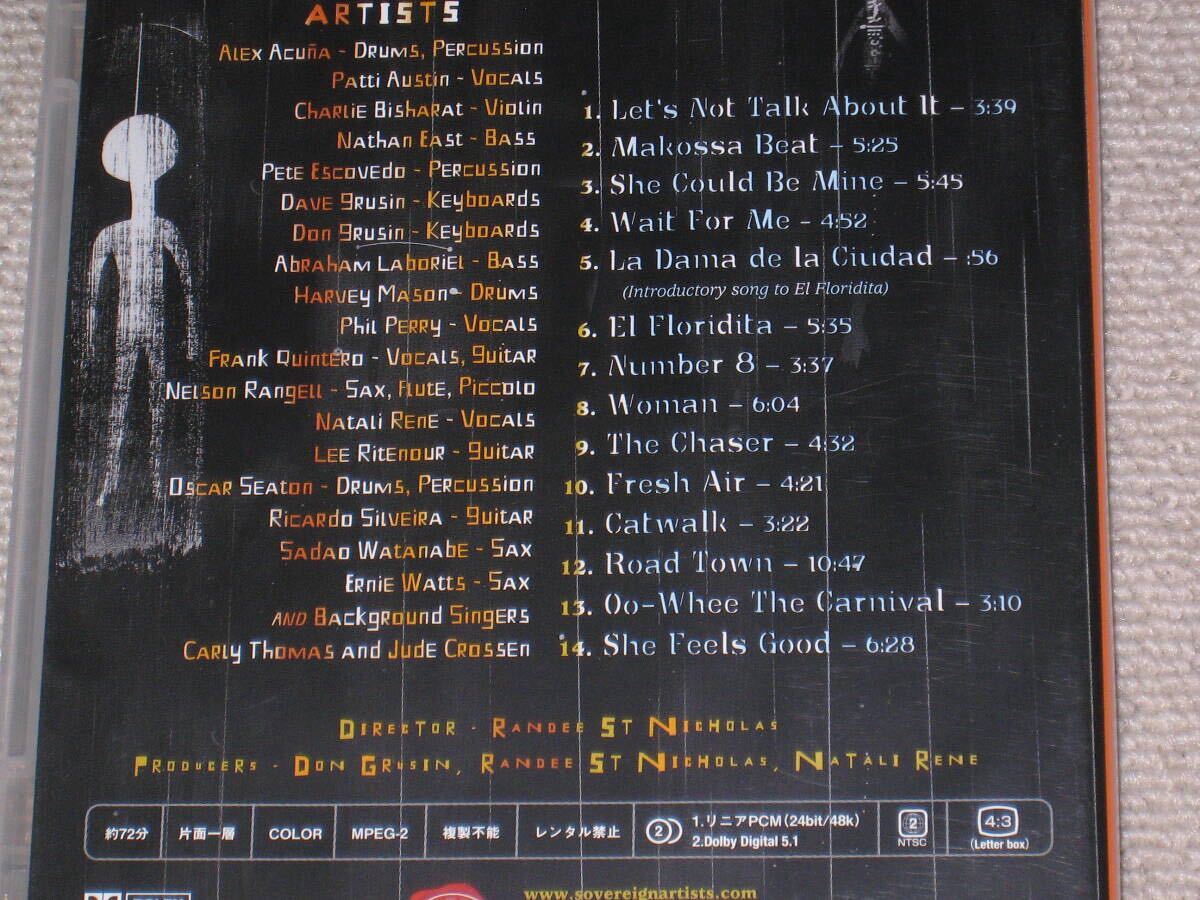 ARTISTS
Alex Acuña - Drums, Percussion
Patti Austin - Vocals
Charlie Bisharat - Violin
Nathan East - Bass
Pete Escovedo - Percussion
Dave Grusin - Keyboards
Don Grusin - Keyboards
Abraham Laboriel - Bass
Harvey Mason - Drums
Phil Perry - Vocals
Frank Quintero - Vocals, Guitar
Nelson Rangell - Sax, Flute, Piccolo
Natali Rene - Vocals
Lee Ritenour - Guitar
Oscar Seaton - Drums, Percussion
Ricardo Silveira - Guitar
Sadao Watanabe - Sax
Ernie Watts - Sax
AND Background Singers
Carly Thomas and Jude Crossen
1. Let's Not Talk About It – 3:39
2. Makossa Beat – 5:25
3. She Could Be Mine – 5:45
4. Wait For Me – 4:52
5. La Dama de la Ciudad – :56
(Introductory song to El Floridita)
6. El Floridita – 5:35
7. Number 8 – 3:37
8. Woman – 6:04
9. The Chaser – 4:32
10. Fresh Air – 4:21
11. Catwalk – 3:22
12. Road Town – 10:47
13. Oo-Whee The Carnival – 3:10
14. She Feels Good – 6:28
Director - Randee St Nicholas
Producers - Don Grusin, Randee St Nicholas, Natali Rene
約72分 片面一層 COLOR MPEG-2 複製不能 レンタル禁止
2 1.リニアPCM(24bit/48k)
2.Dolby Digital 5.1
2
NTSC
4:3
(Letter box)
www.sovereignartists.com